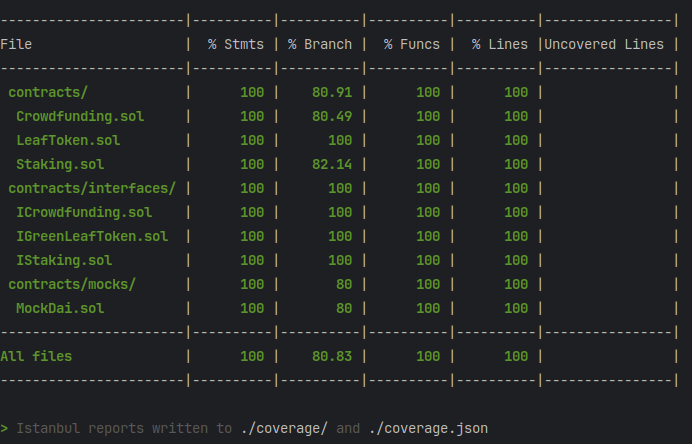 -----------------------|----------|----------|----------|----------|----------------|
File                   |  % Stmts | % Branch |  % Funcs |  % Lines |Uncovered Lines |
-----------------------|----------|----------|----------|----------|----------------|
 contracts/            |      100 |    80.91 |      100 |      100 |                |
  Crowdfunding.sol     |      100 |    80.49 |      100 |      100 |                |
  LeafToken.sol        |      100 |      100 |      100 |      100 |                |
  Staking.sol          |      100 |    82.14 |      100 |      100 |                |
 contracts/interfaces/ |      100 |      100 |      100 |      100 |                |
  ICrowdfunding.sol    |      100 |      100 |      100 |      100 |                |
  IGreenLeafToken.sol  |      100 |      100 |      100 |      100 |                |
  IStaking.sol         |      100 |      100 |      100 |      100 |                |
 contracts/mocks/      |      100 |       80 |      100 |      100 |                |
  MockDai.sol          |      100 |       80 |      100 |      100 |                |
-----------------------|----------|----------|----------|----------|----------------|
All files              |      100 |    80.83 |      100 |      100 |                |
-----------------------|----------|----------|----------|----------|----------------|
> Istanbul reports written to ./coverage/ and ./coverage.json